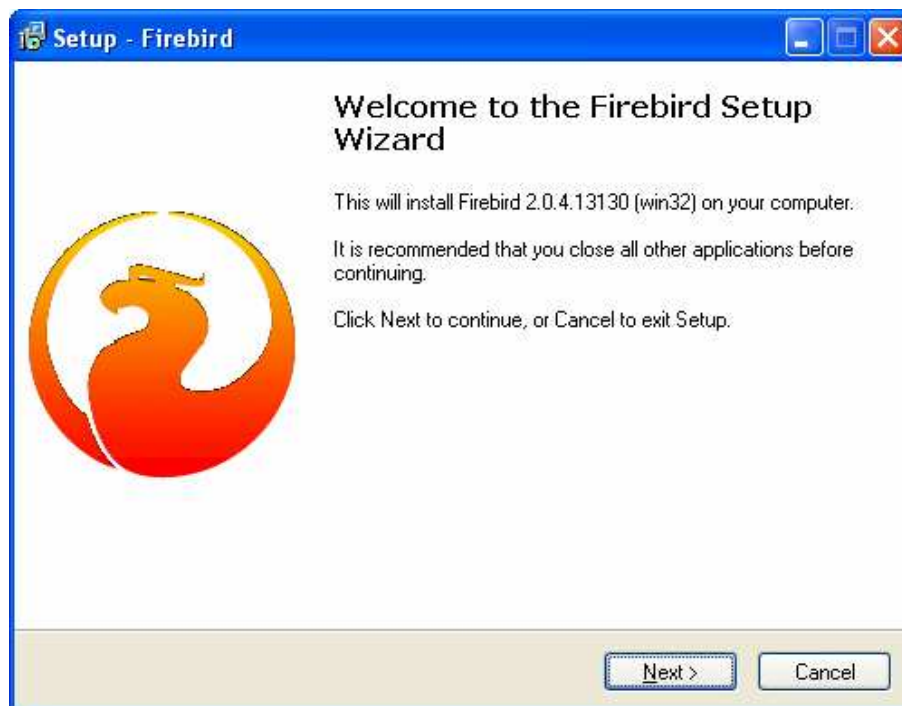 Setup - Firebird
Welcome to the Firebird Setup
Wizard
This will install Firebird 2.0.4.13130 (win32) on your computer.
It is recommended that you close all other applications before
continuing.
Click Next to continue, or Cancel to exit Setup.
Next >
Cancel